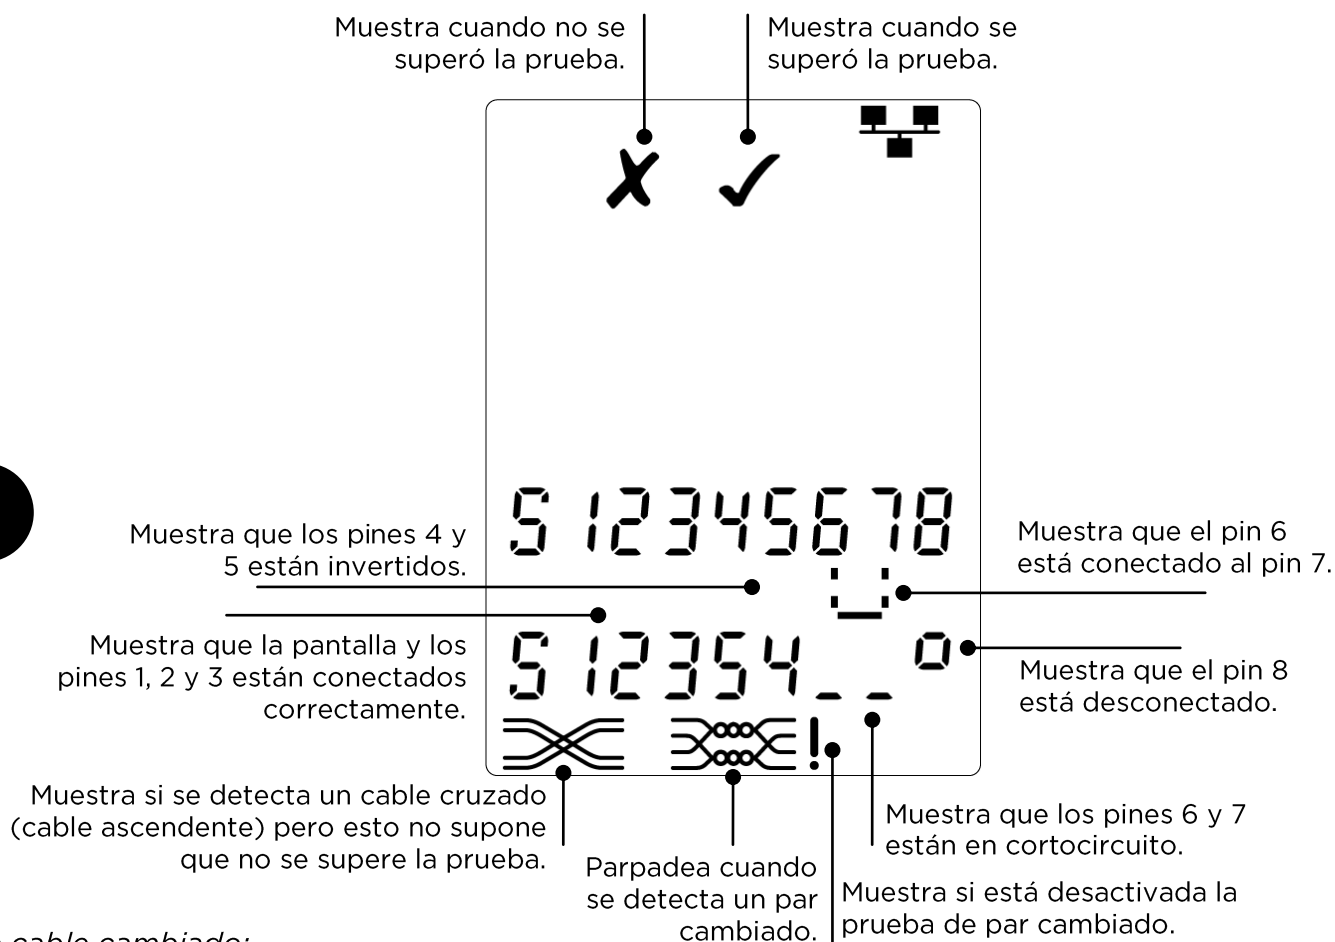 Muestra cuando no se
superó la prueba.
Muestra cuando se
superó la prueba.
S12345678
Muestra que los pines 4 y
5 están invertidos.
Muestra que el pin 6
está conectado al pin 7.
S12354_ _ o
Muestra que la pantalla y los
pines 1, 2 y 3 están conectados
correctamente.
Muestra que el pin 8
está desconectado.
!
Muestra si se detecta un cable cruzado
(cable ascendente) pero esto no supone
que no se supere la prueba.
Parpadea cuando
se detecta un par
cambiado.
Muestra que los pines 6 y 7
están en cortocircuito.
Muestra si está desactivada la
prueba de par cambiado.
cable cambiado: